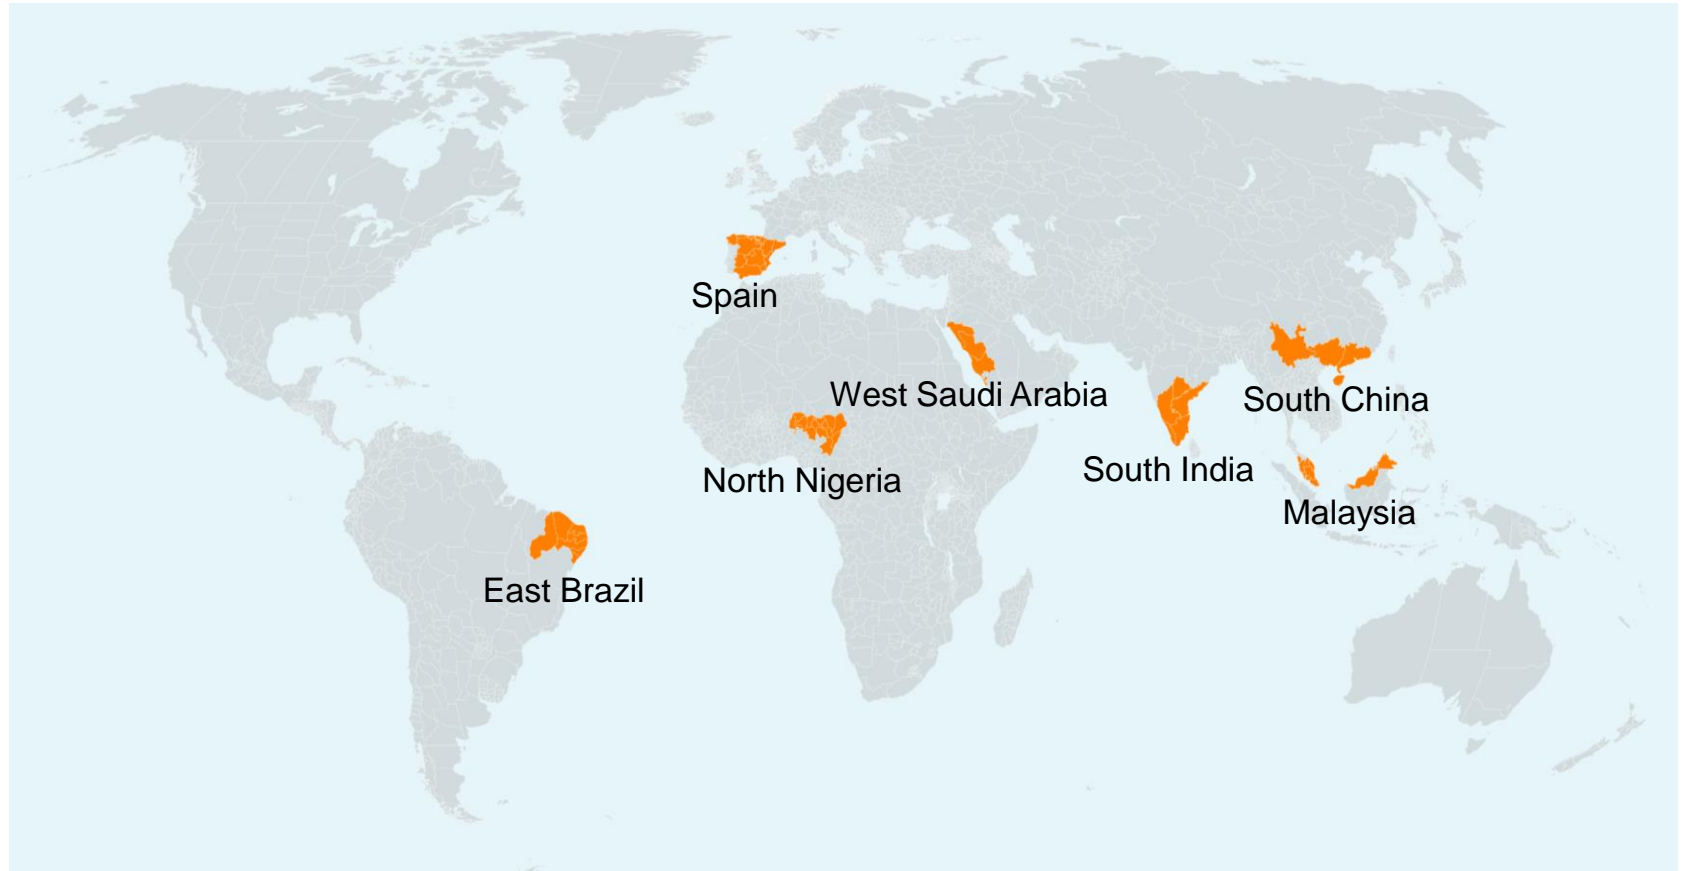 Spain
West Saudi Arabia
South China
South India
North Nigeria
Malaysia
East Brazil